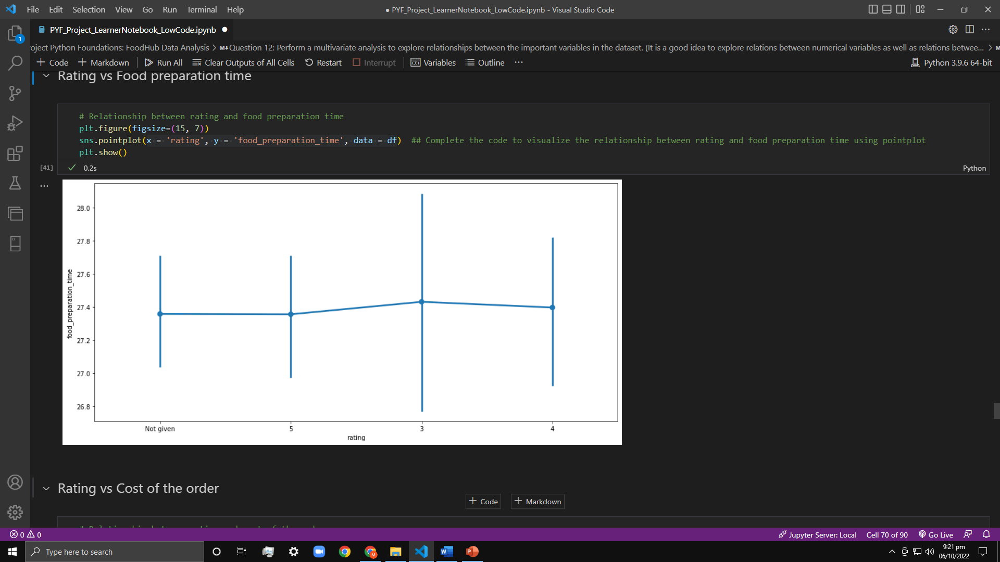 File Edit Selection View Go Run Terminal Help
● PYF_Project_LearnerNotebook_LowCode.ipynb - Visual Studio Code
PYF_Project_LearnerNotebook_LowCode.ipynb ●
1
oject Python Foundations: FoodHub Data Analysis > M↓Question 12: Perform a multivariate analysis to explore relationships between the important variables in the dataset. (It is a good idea to explore relations between numerical variables as well as relations betwee... > M
+ Code + Markdown Run All Clear Outputs of All Cells Restart Interrupt Variables Outline ··· Python 3.9.6 64-bit
Rating vs Food preparation time
# Relationship between rating and food preparation time
plt.figure(figsize=(15, 7))
sns.pointplot(x = 'rating', y = 'food_preparation_time', data = df) ## Complete the code to visualize the relationship between rating and food preparation time using pointplot
plt.show()
[41] ✓ 0.2s Python
28.0
27.8
27.6
27.4
27.2
27.0
26.8
food_preparation_time
Not given 5 3 4
rating
Rating vs Cost of the order
+ Code + Markdown
0 0
Jupyter Server: Local Cell 70 of 90 Go Live
Type here to search
9:21 pm
06/10/2022